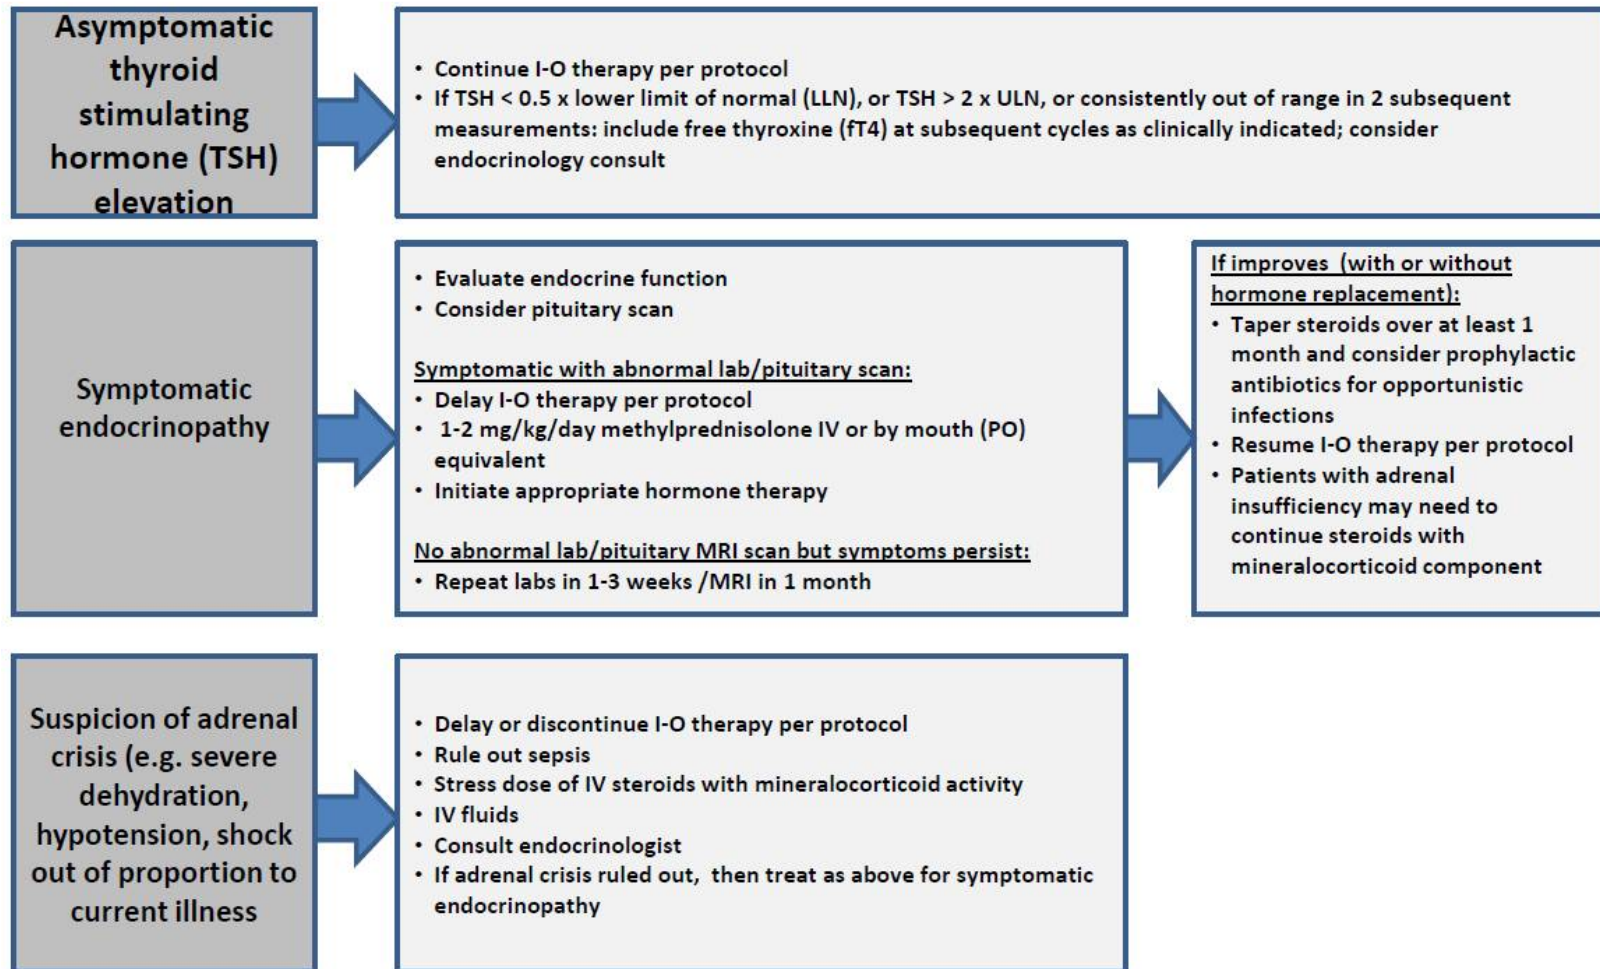 Asymptomatic
thyroid
stimulating
hormone (TSH)
elevation
• Continue I-O therapy per protocol
• If TSH < 0.5 x lower limit of normal (LLN), or TSH > 2 x ULN, or consistently out of range in 2 subsequent
measurements: include free thyroxine (fT4) at subsequent cycles as clinically indicated; consider
endocrinology consult
Symptomatic
endocrinopathy
• Evaluate endocrine function
• Consider pituitary scan
Symptomatic with abnormal lab/pituitary scan:
• Delay I-O therapy per protocol
• 1-2 mg/kg/day methylprednisolone IV or by mouth (PO)
equivalent
• Initiate appropriate hormone therapy
No abnormal lab/pituitary MRI scan but symptoms persist:
• Repeat labs in 1-3 weeks /MRI in 1 month
If improves (with or without
hormone replacement):
• Taper steroids over at least 1
month and consider prophylactic
antibiotics for opportunistic
infections
• Resume I-O therapy per protocol
• Patients with adrenal
insufficiency may need to
continue steroids with
mineralocorticoid component
Suspicion of adrenal
crisis (e.g. severe
dehydration,
hypotension, shock
out of proportion to
current illness
• Delay or discontinue I-O therapy per protocol
• Rule out sepsis
• Stress dose of IV steroids with mineralocorticoid activity
• IV fluids
• Consult endocrinologist
• If adrenal crisis ruled out, then treat as above for symptomatic
endocrinopathy